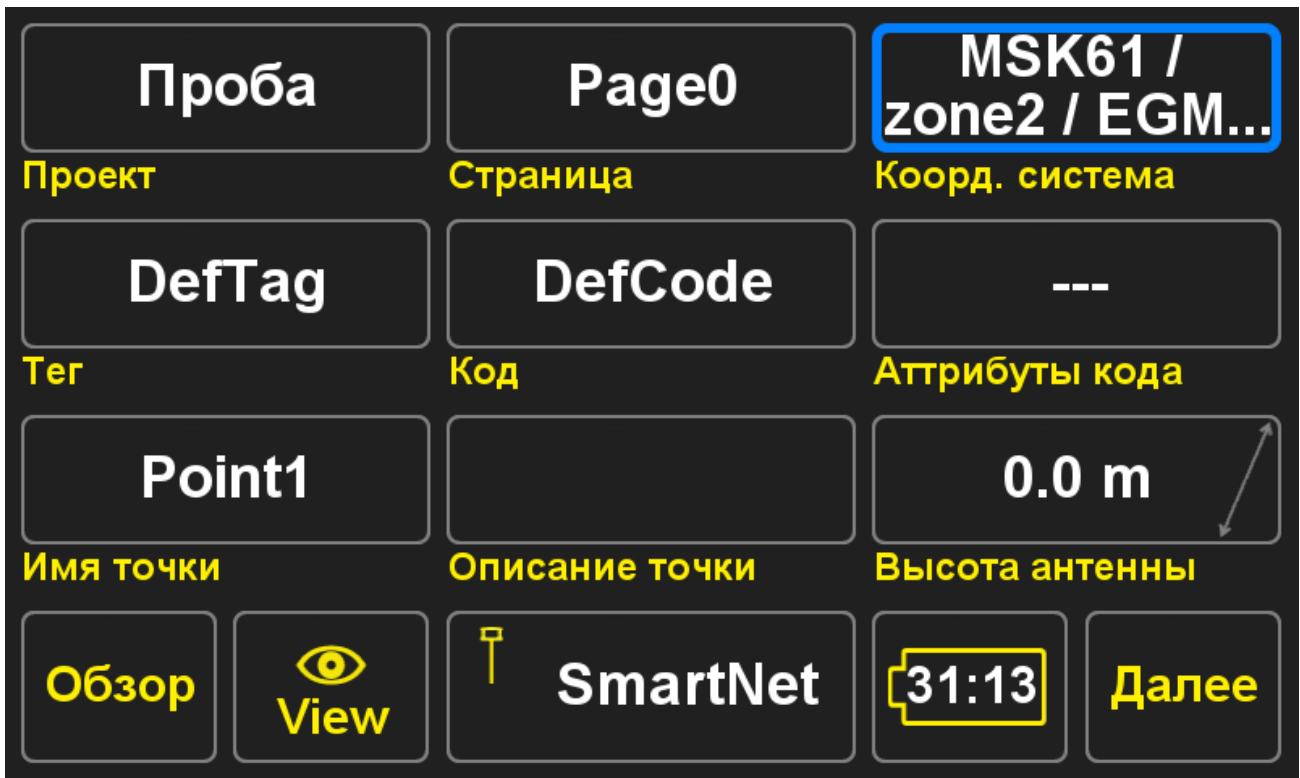 Проба
Page0
MSK61 /
zone2 / EGM...
Проект
Страница
Коорд. система
DefTag
DefCode
---
Тег
Код
Аттрибуты кода
Point1
0.0 m
Имя точки
Описание точки
Высота антенны
Обзор
View
SmartNet
31:13
Далее